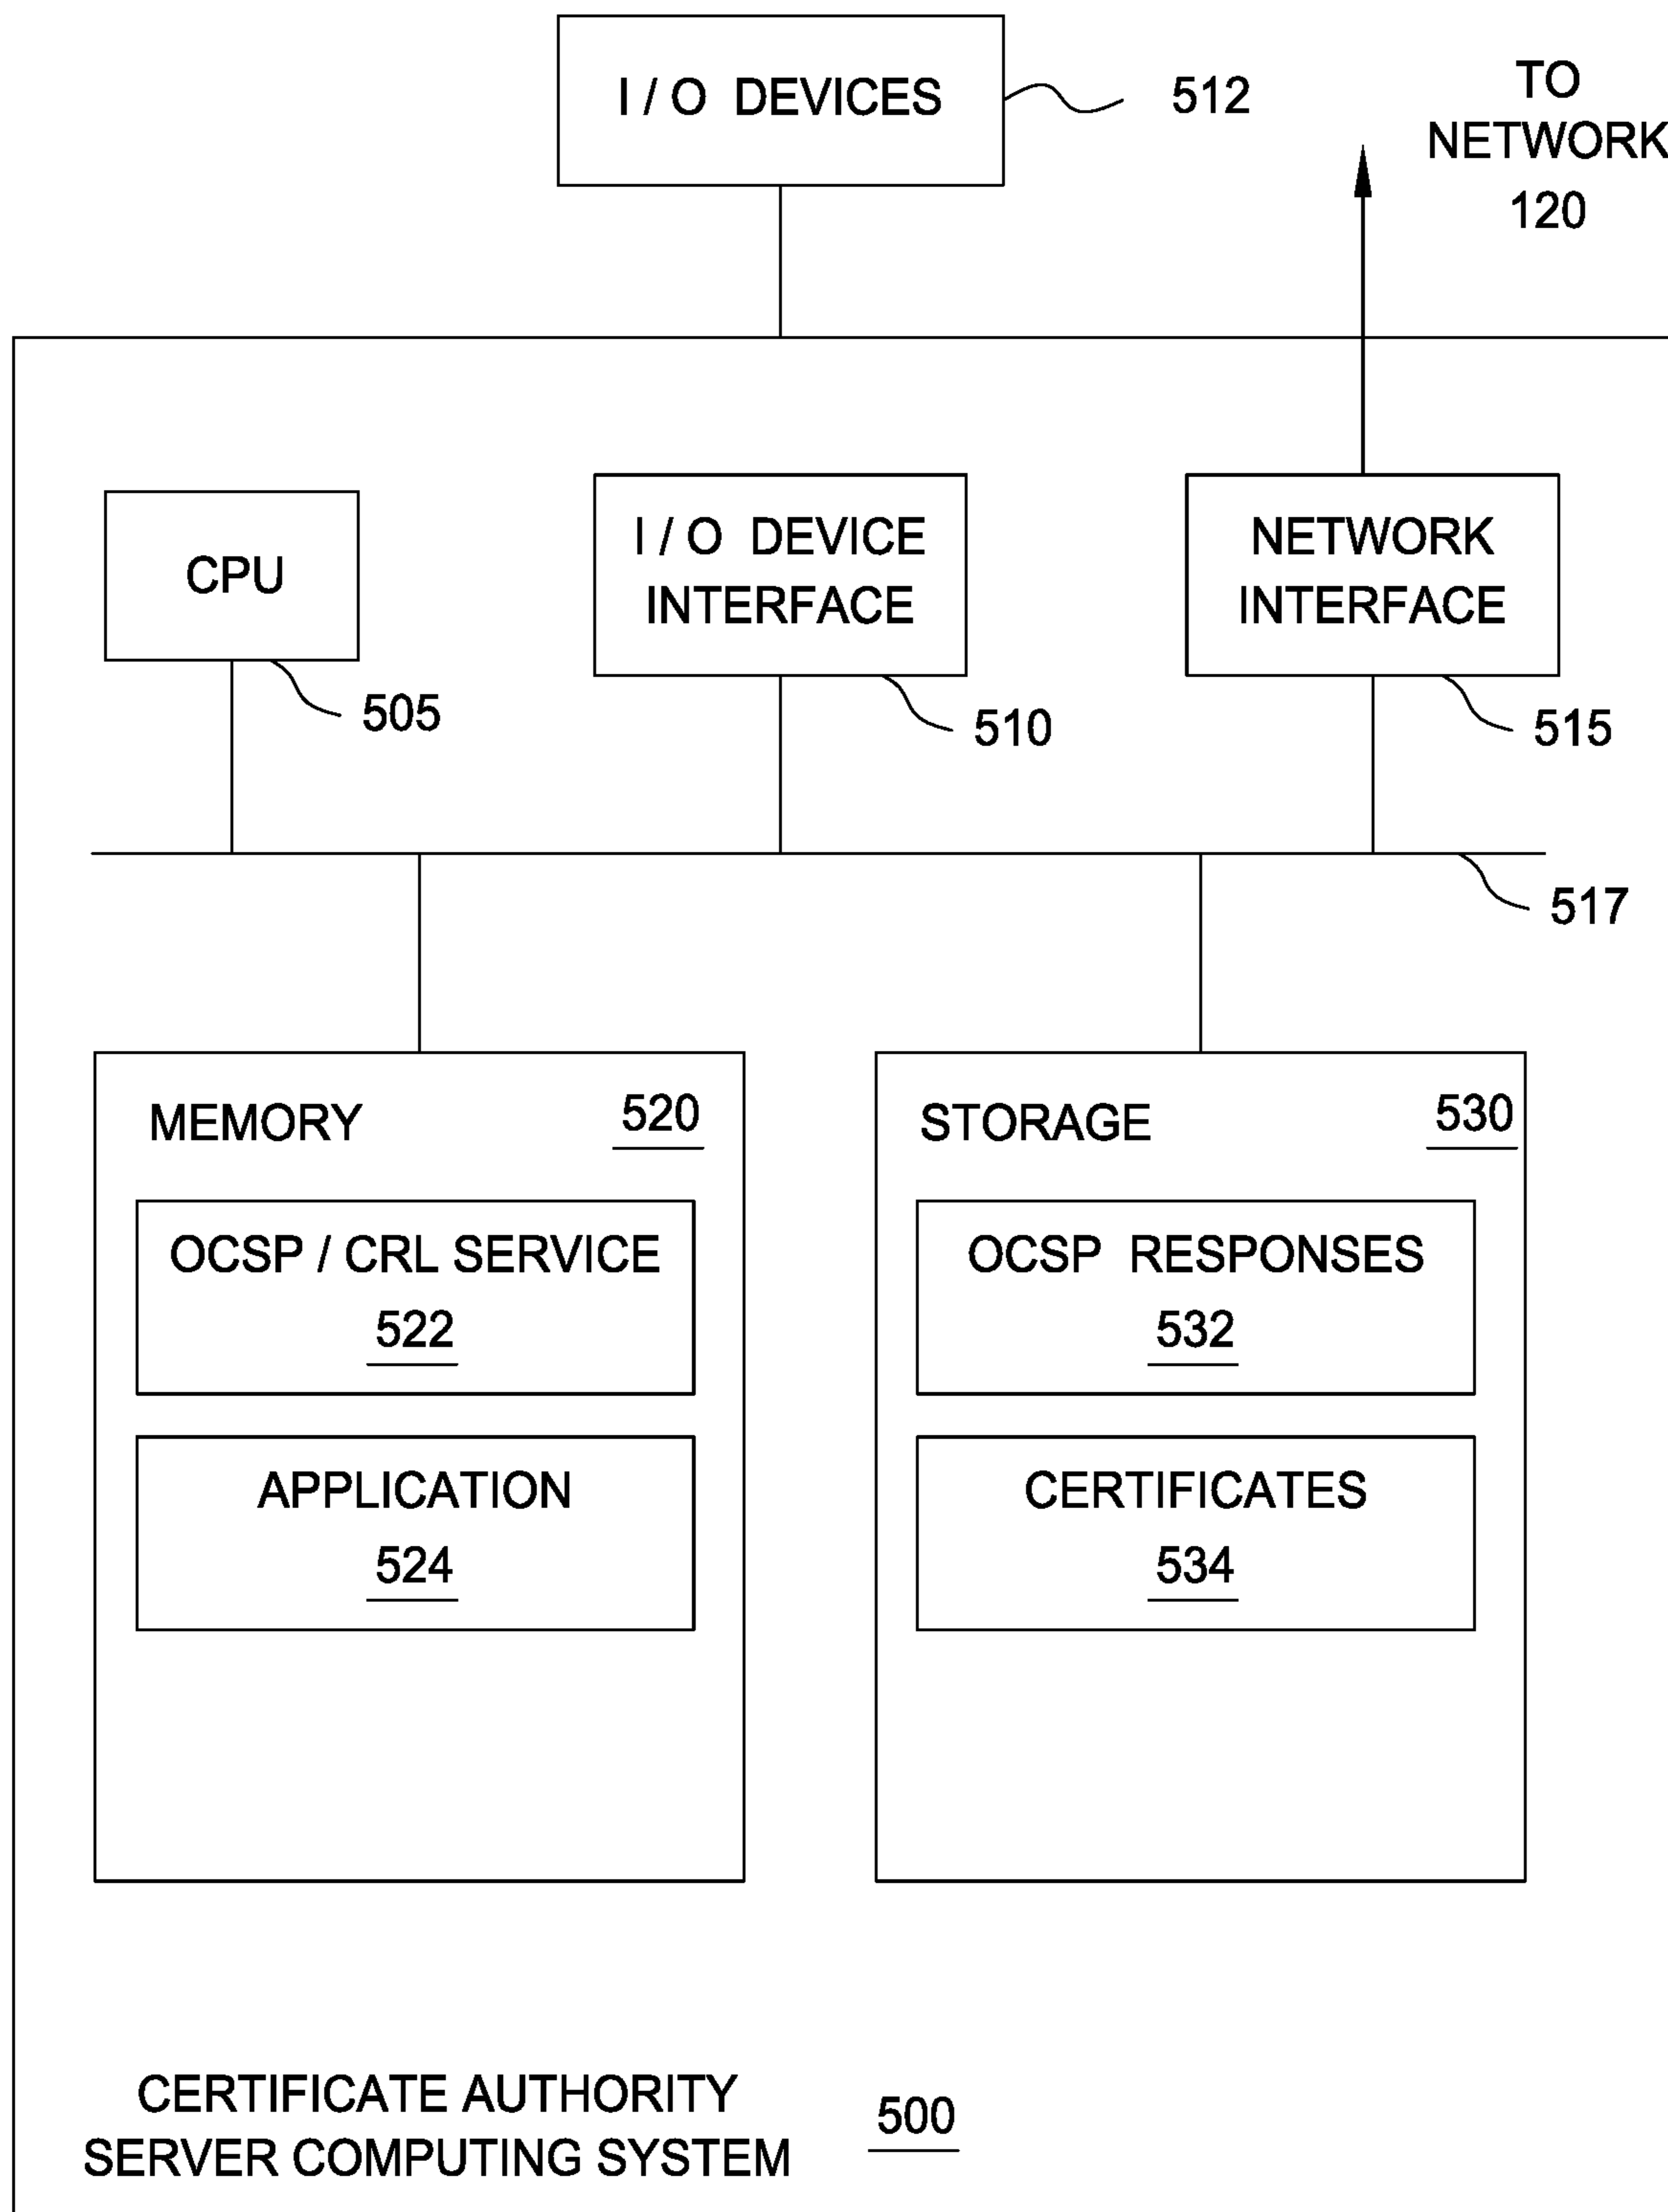 I / O DEVICES
512
TO
NETWORK
120
CPU
505
I / O DEVICE
INTERFACE
510
NETWORK
INTERFACE
515
517
MEMORY 520
OCSP / CRL SERVICE
522
APPLICATION
524
STORAGE 530
OCSP RESPONSES
532
CERTIFICATES
534
CERTIFICATE AUTHORITY
SERVER COMPUTING SYSTEM
500